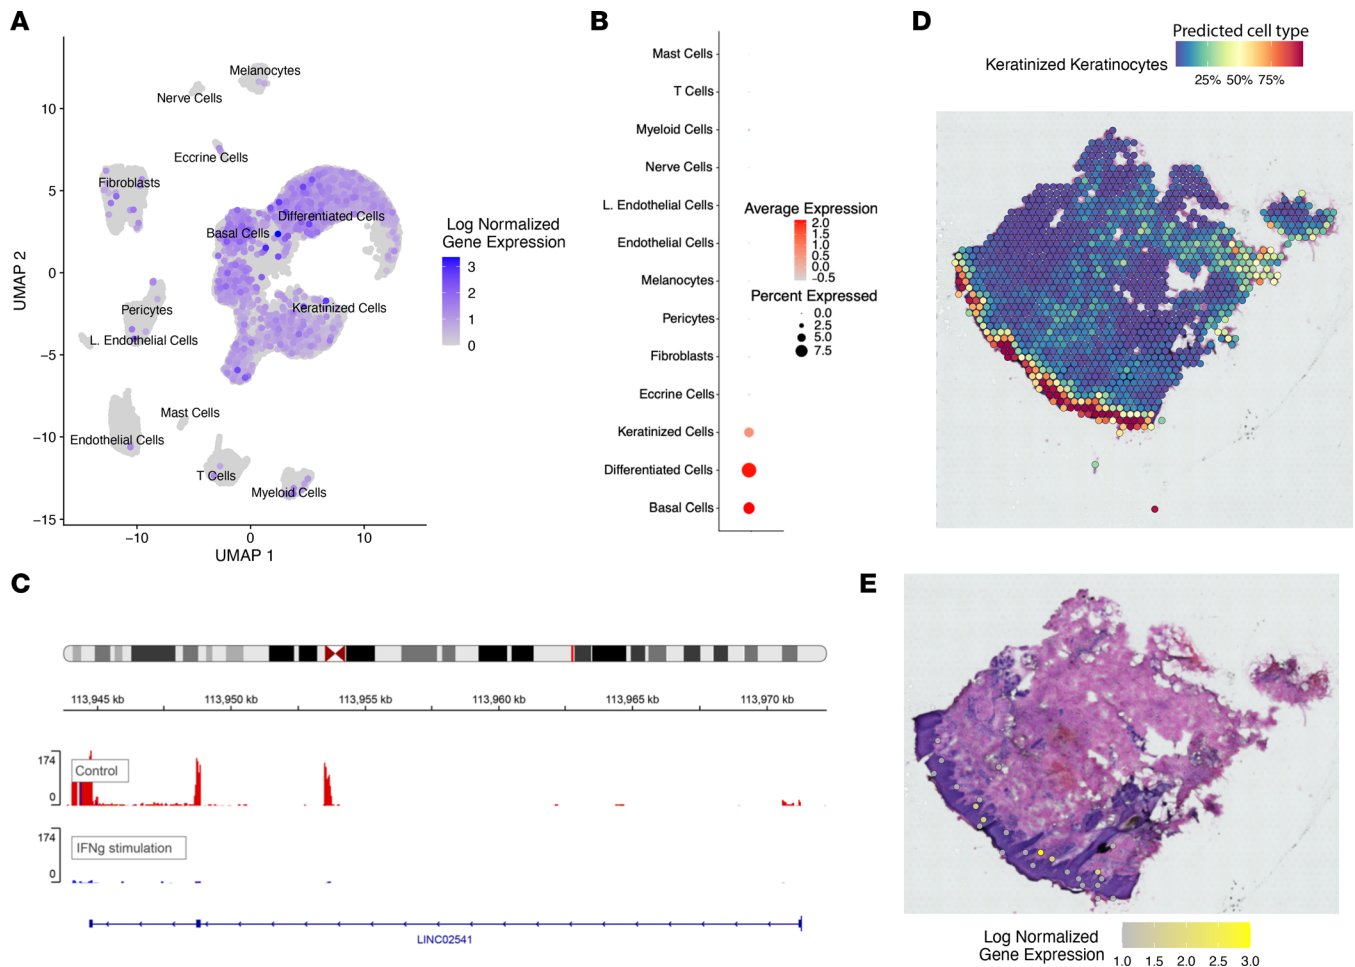 A
Melanocytes
Nerve Cells
Eccrine Cells
Fibroblasts
Differentiated Cells
Basal Cells
Keratinized Cells
Pericytes
L. Endothelial Cells
Mast Cells
Endothelial Cells
T Cells
Myeloid Cells
10
5
0
−5
−10
−15
UMAP 2
−10
0
10
UMAP 1
Log Normalized
Gene Expression
3
2
1
0
B
Mast Cells
T Cells
Myeloid Cells
Nerve Cells
L. Endothelial Cells
Endothelial Cells
Melanocytes
Pericytes
Fibroblasts
Eccrine Cells
Keratinized Cells
Differentiated Cells
Basal Cells
Average Expression
2.0
1.5
1.0
0.5
0.0
−0.5
Percent Expressed
0.0
2.5
5.0
7.5
D
Predicted cell type
Keratinized Keratinocytes
25% 50% 75%
C
113,945 kb 113,950 kb 113,955 kb 113,960 kb 113,965 kb 113,970 kb
174
Control
0
174
IFNg stimulation
0
LINC02541
E
Log Normalized
Gene Expression
1.0 1.5 2.0 2.5 3.0